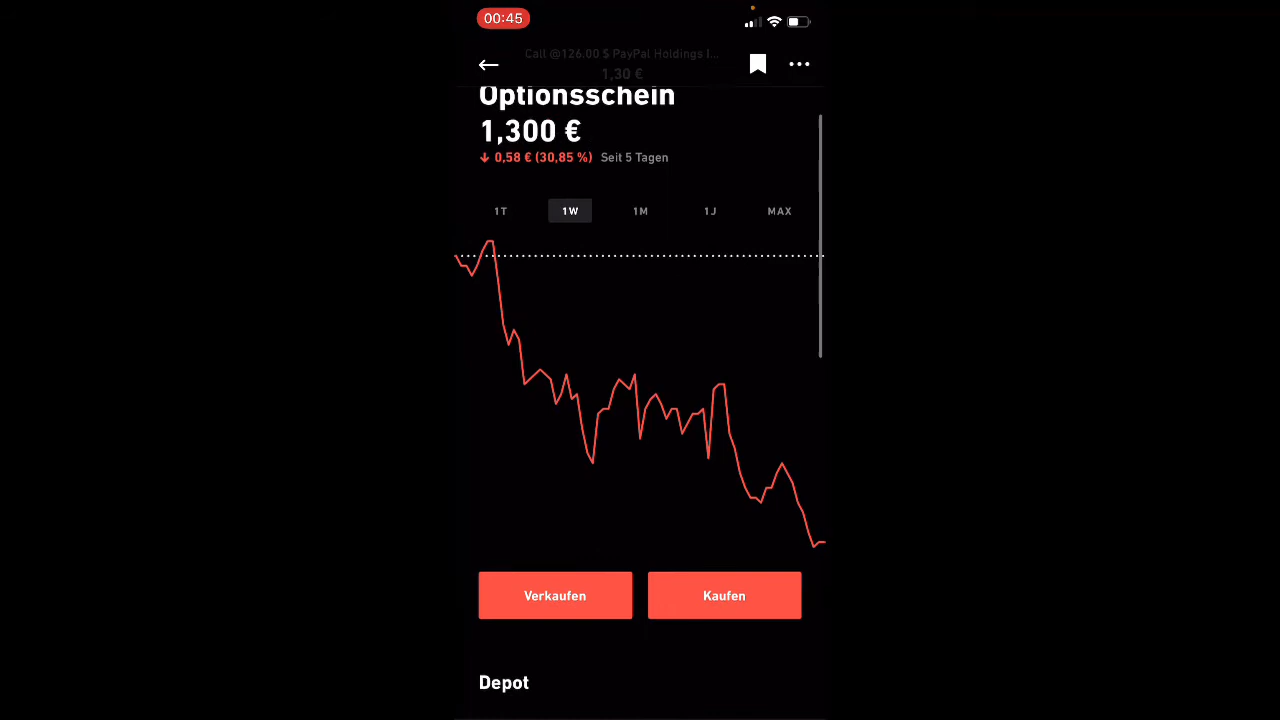 00:45
Call @126.00 $ PayPal Holdings I...
1,30 €
Optionsschein
1,300 €
0,58 € (30,85 %) Seit 5 Tagen
1T 1W 1M 1J MAX
Verkaufen Kaufen
Depot